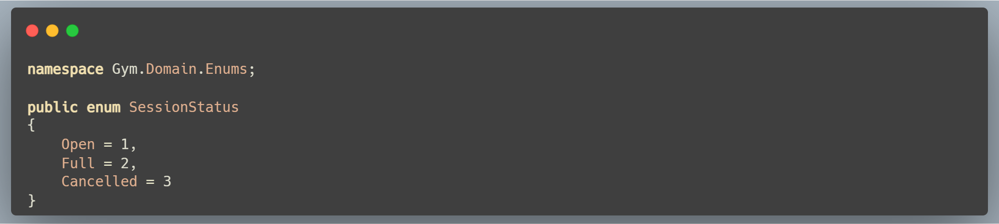 namespace Gym.Domain.Enums;

public enum SessionStatus
{
    Open = 1,
    Full = 2,
    Cancelled = 3
}